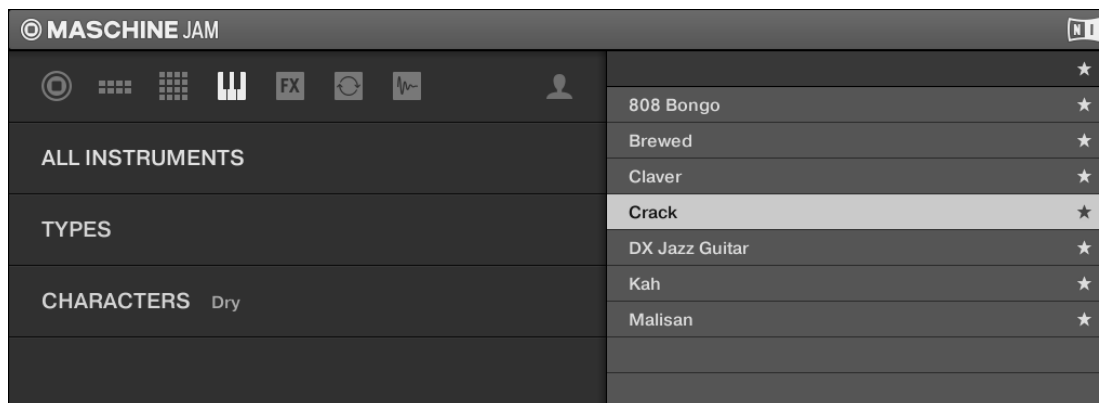 MASCHINE JAM
NI
FX
ALL INSTRUMENTS
TYPES
CHARACTERS Dry
808 Bongo
Brewed
Claver
Crack
DX Jazz Guitar
Kah
Malisan